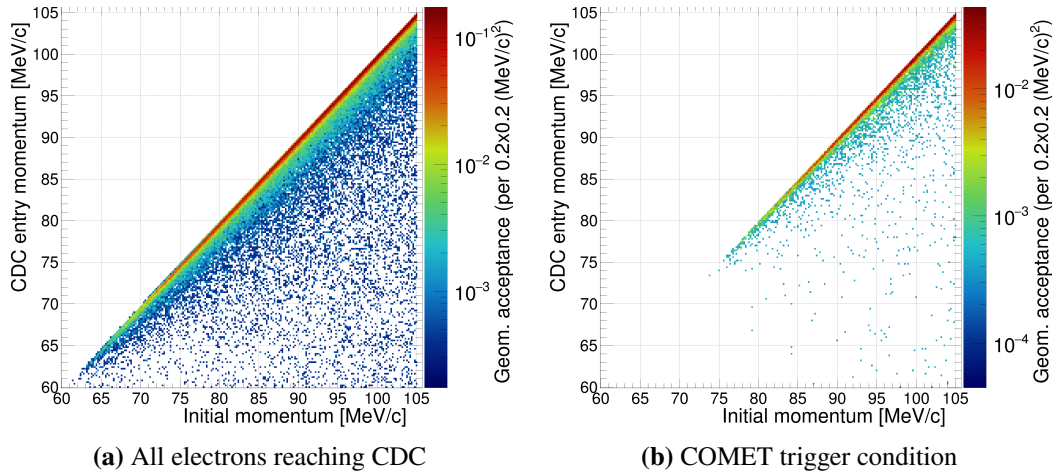 105
100
95
90
85
80
75
70
65
60
CDC entry momentum [MeV/c]
60 65 70 75 80 85 90 95 100 105
Initial momentum [MeV/c]
10⁻¹
10⁻²
10⁻³
Geom. acceptance (per 0.2x0.2 (MeV/c)²)
(a) All electrons reaching CDC
105
100
95
90
85
80
75
70
65
60
CDC entry momentum [MeV/c]
60 65 70 75 80 85 90 95 100 105
Initial momentum [MeV/c]
10⁻²
10⁻³
10⁻⁴
Geom. acceptance (per 0.2x0.2 (MeV/c)²)
(b) COMET trigger condition